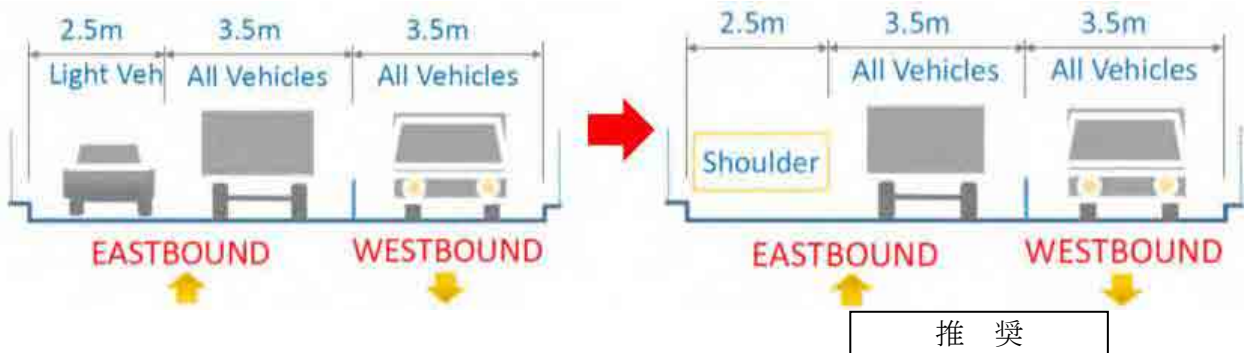 2.5m 3.5m 3.5m
Light Veh All Vehicles All Vehicles
EASTBOUND WESTBOUND
2.5m 3.5m 3.5m
All Vehicles All Vehicles
Shoulder
EASTBOUND WESTBOUND
推 奨